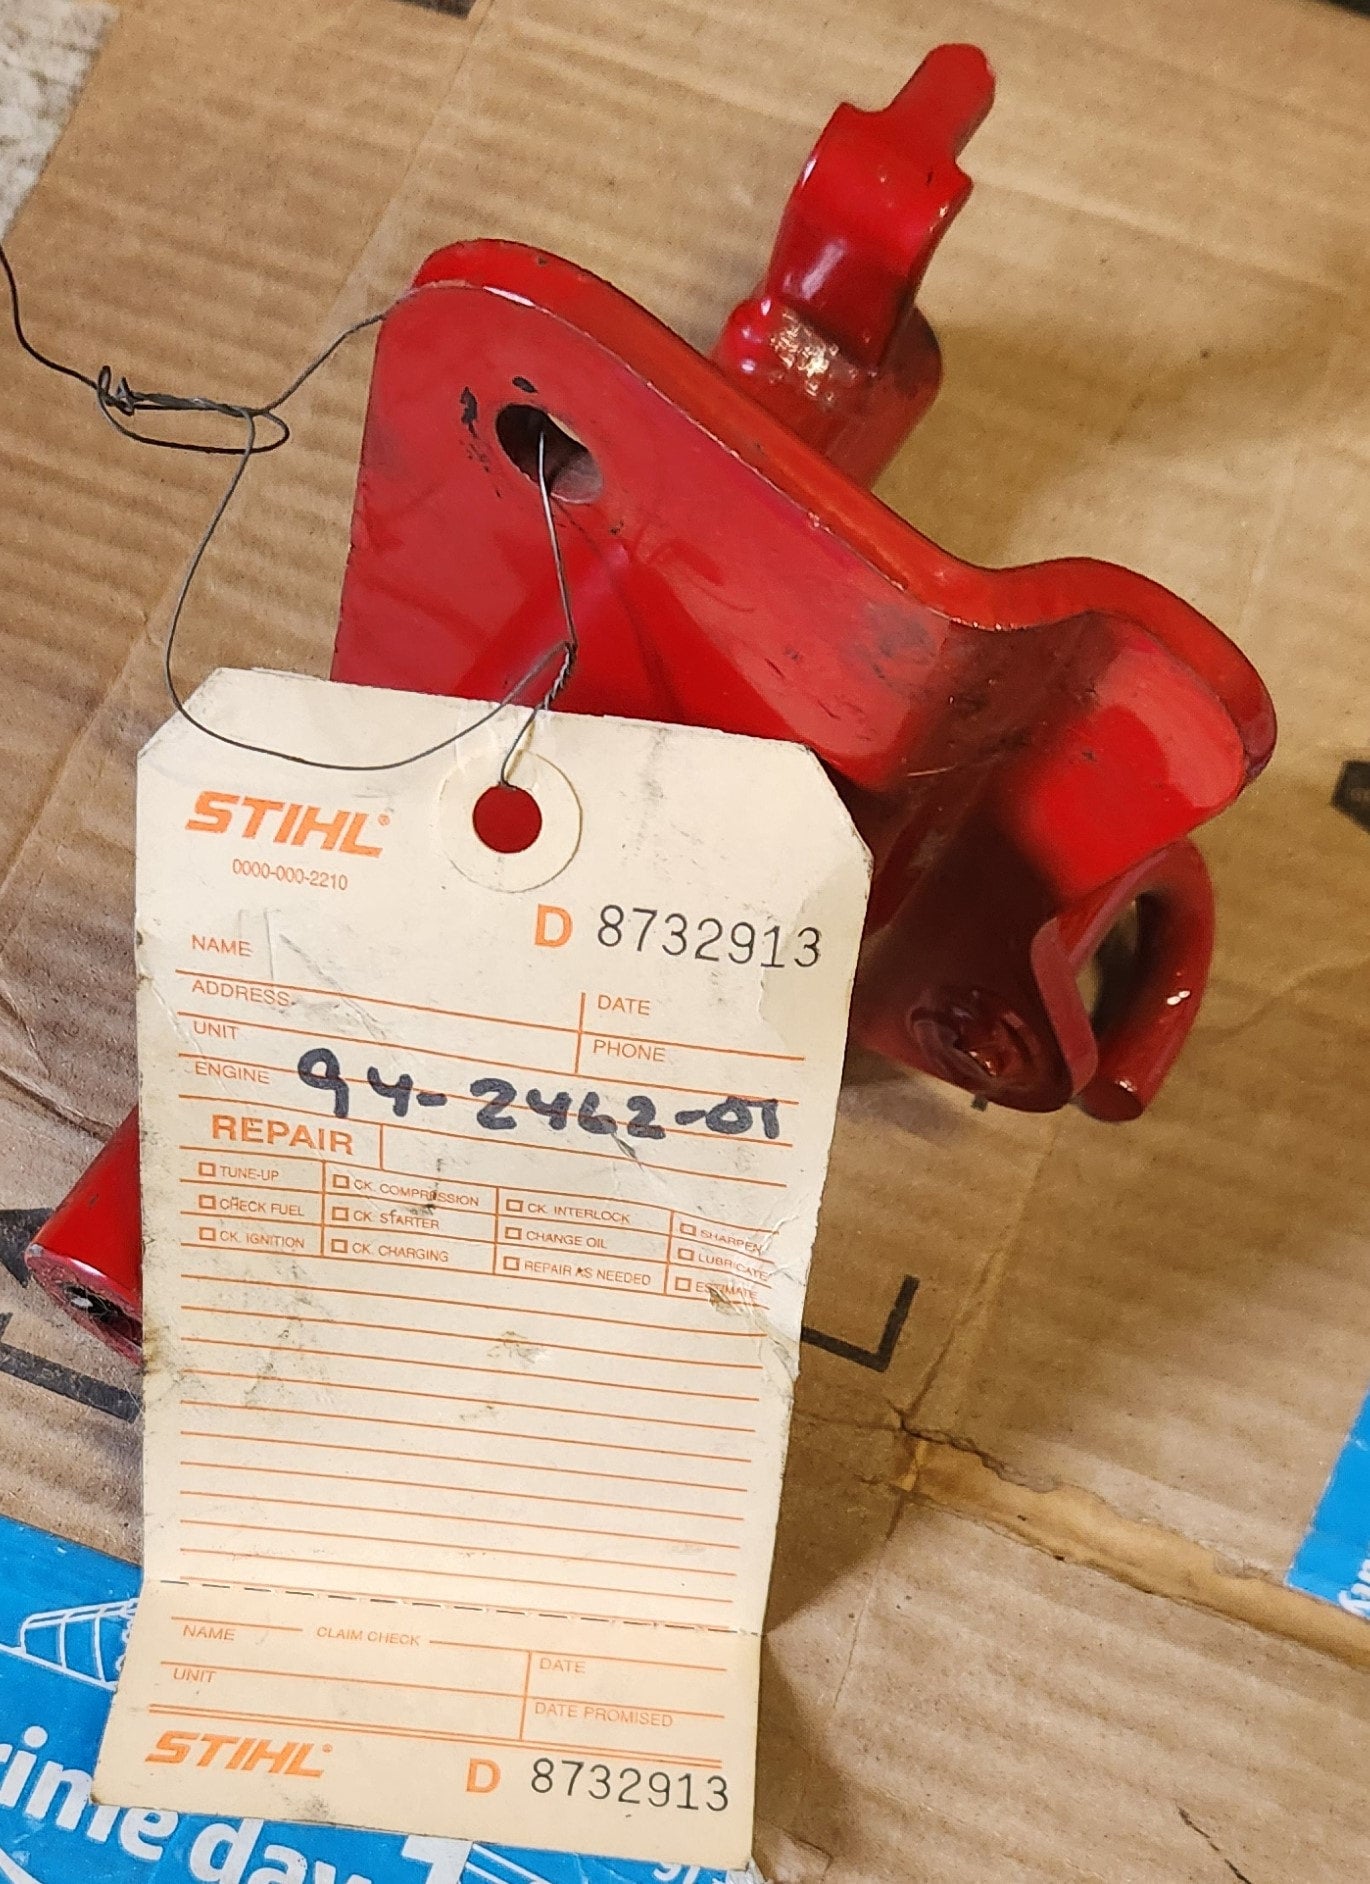 STIHL®
0000-000-2210
D 8732913
NAME
ADDRESS
DATE
UNIT
PHONE
ENGINE
94-2462-01
REPAIR
TUNE-UP
CK. COMPRESSION
CK. INTERLOCK
SHARPEN
CHECK FUEL
CK. STARTER
CHANGE OIL
LUBRICATE
CK. IGNITION
CK. CHARGING
REPAIR AS NEEDED
ESTIMATE
NAME
CLAIM CHECK
DATE
UNIT
DATE PROMISED
STIHL®
D 8732913
rime day